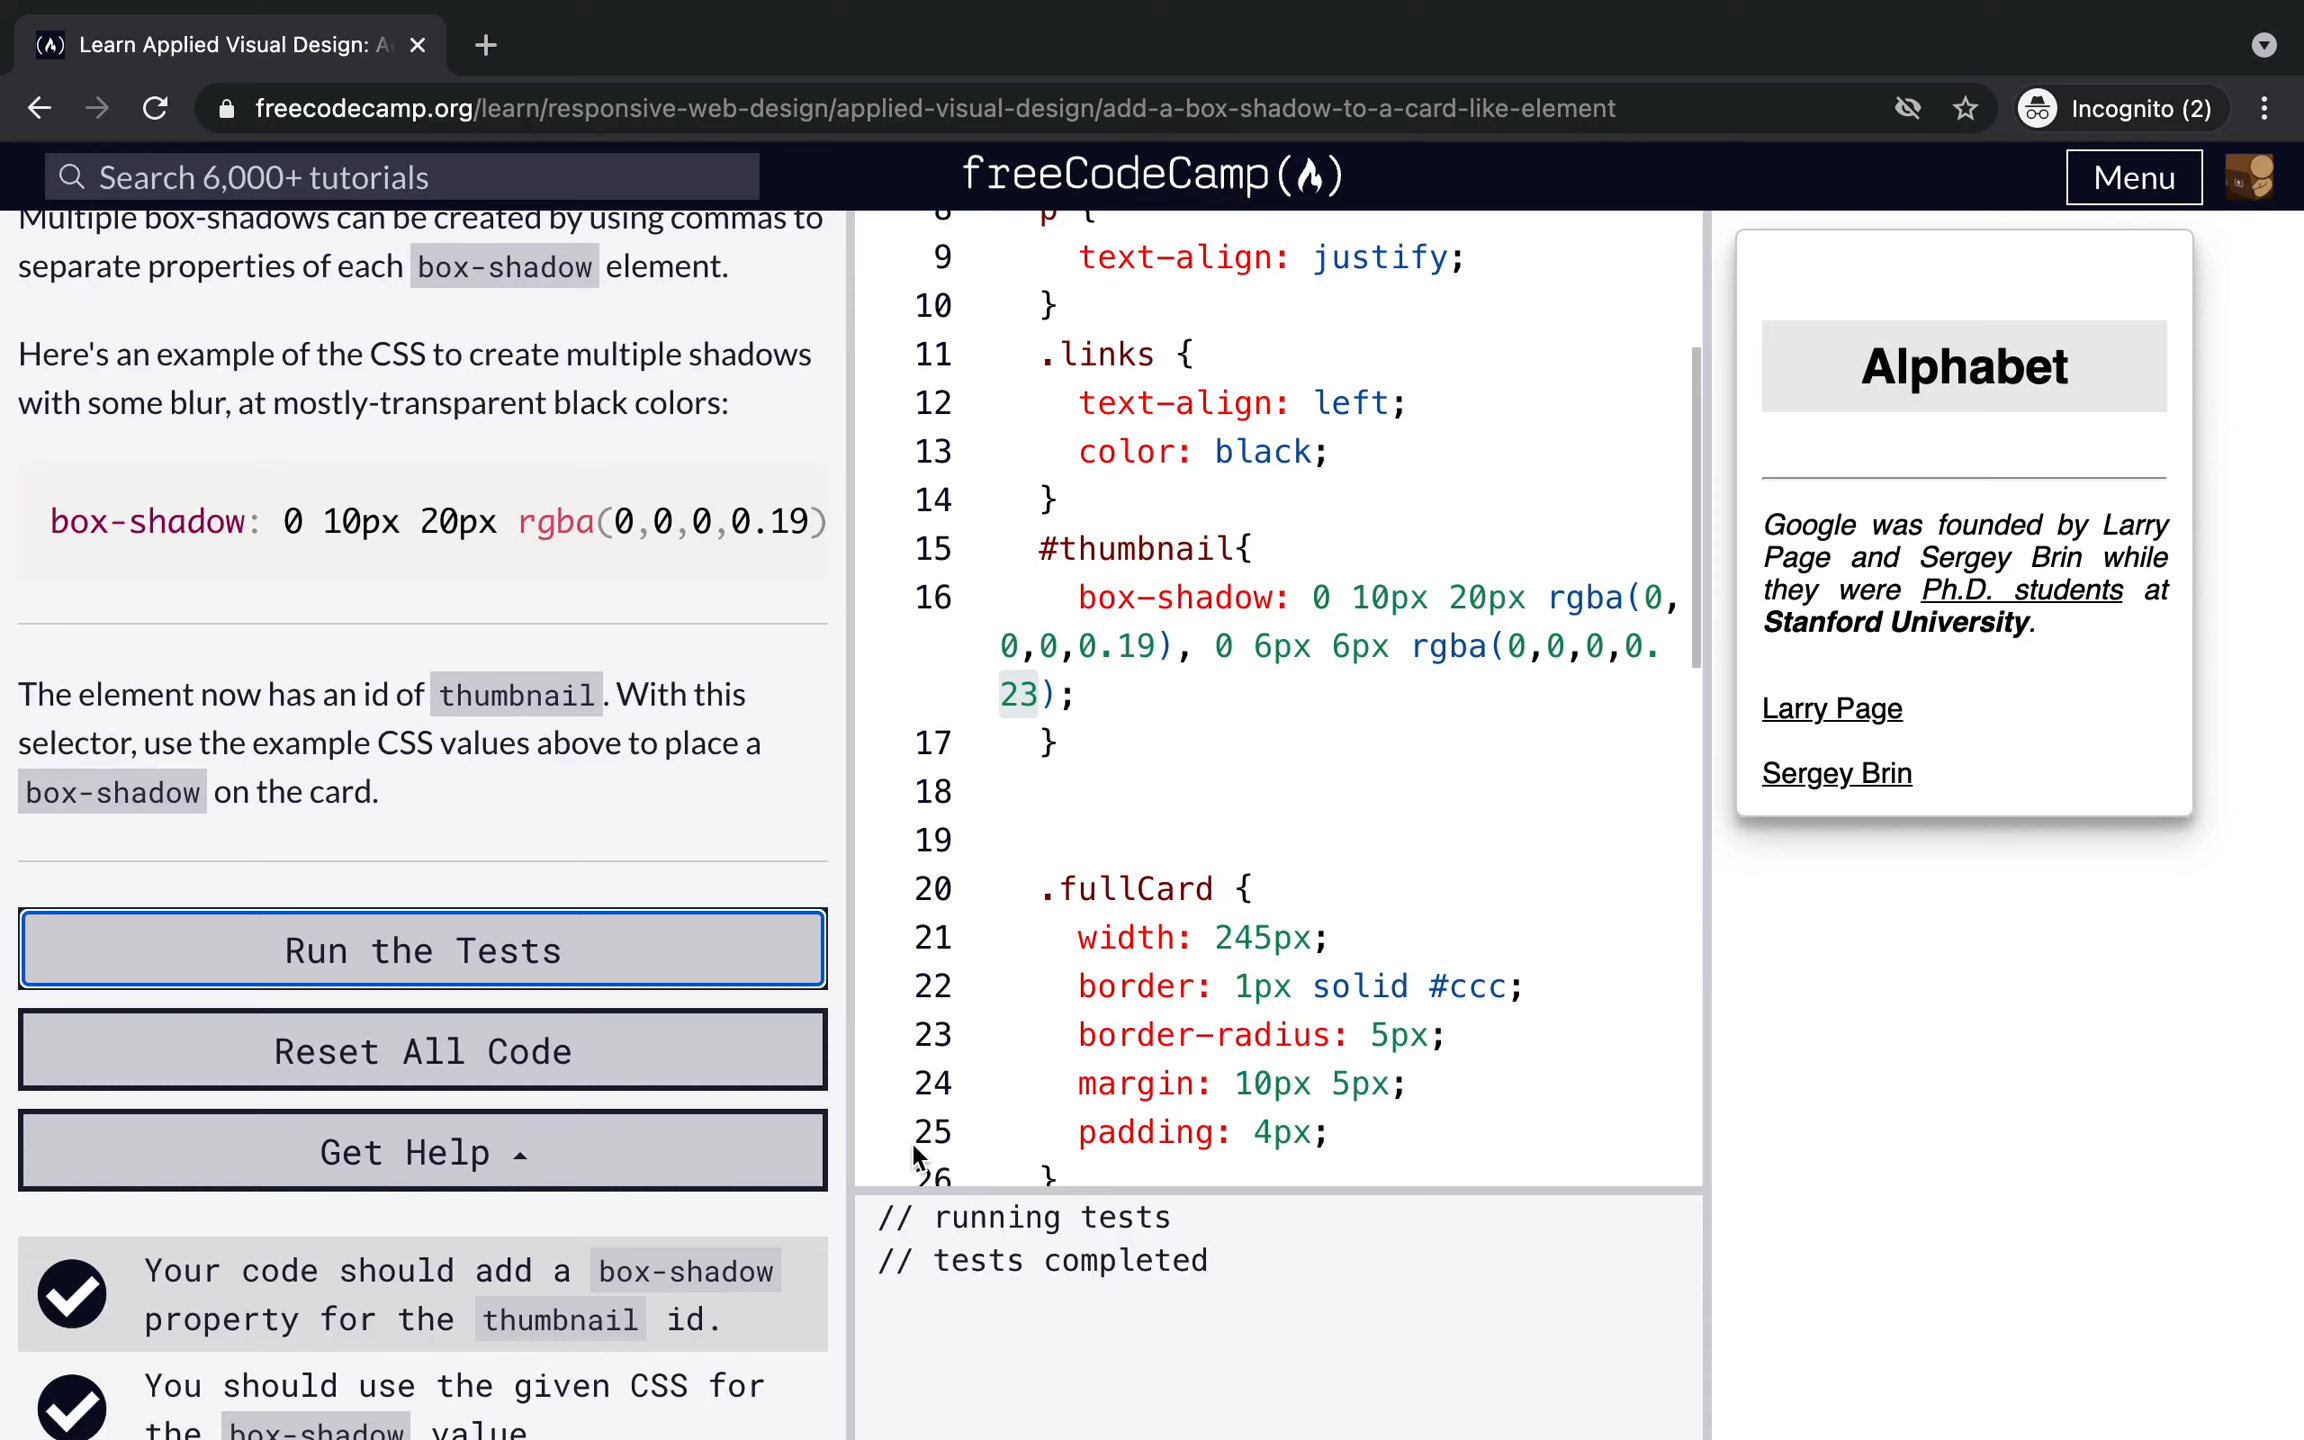 Learn Applied Visual Design: A
freecodecamp.org/learn/responsive-web-design/applied-visual-design/add-a-box-shadow-to-a-card-like-element
Incognito (2)
Search 6,000+ tutorials
freeCodeCamp(🔥)
Menu
Multiple box-shadows can be created by using commas to
separate properties of each box-shadow element.
Here's an example of the CSS to create multiple shadows
with some blur, at mostly-transparent black colors:
box-shadow: 0 10px 20px rgba(0,0,0,0.19)
The element now has an id of thumbnail. With this
selector, use the example CSS values above to place a
box-shadow on the card.
Run the Tests
Reset All Code
Get Help
Your code should add a box-shadow
property for the thumbnail id.
You should use the given CSS for
the box-shadow value
8 p {
9 text-align: justify;
10 }
11 .links {
12 text-align: left;
13 color: black;
14 }
15 #thumbnail{
16 box-shadow: 0 10px 20px rgba(0,
0,0,0.19), 0 6px 6px rgba(0,0,0,0.
23);
17 }
18
19
20 .fullCard {
21 width: 245px;
22 border: 1px solid #ccc;
23 border-radius: 5px;
24 margin: 10px 5px;
25 padding: 4px;
26 }
// running tests
// tests completed
Alphabet
Google was founded by Larry
Page and Sergey Brin while
they were Ph.D. students at
Stanford University.
Larry Page
Sergey Brin